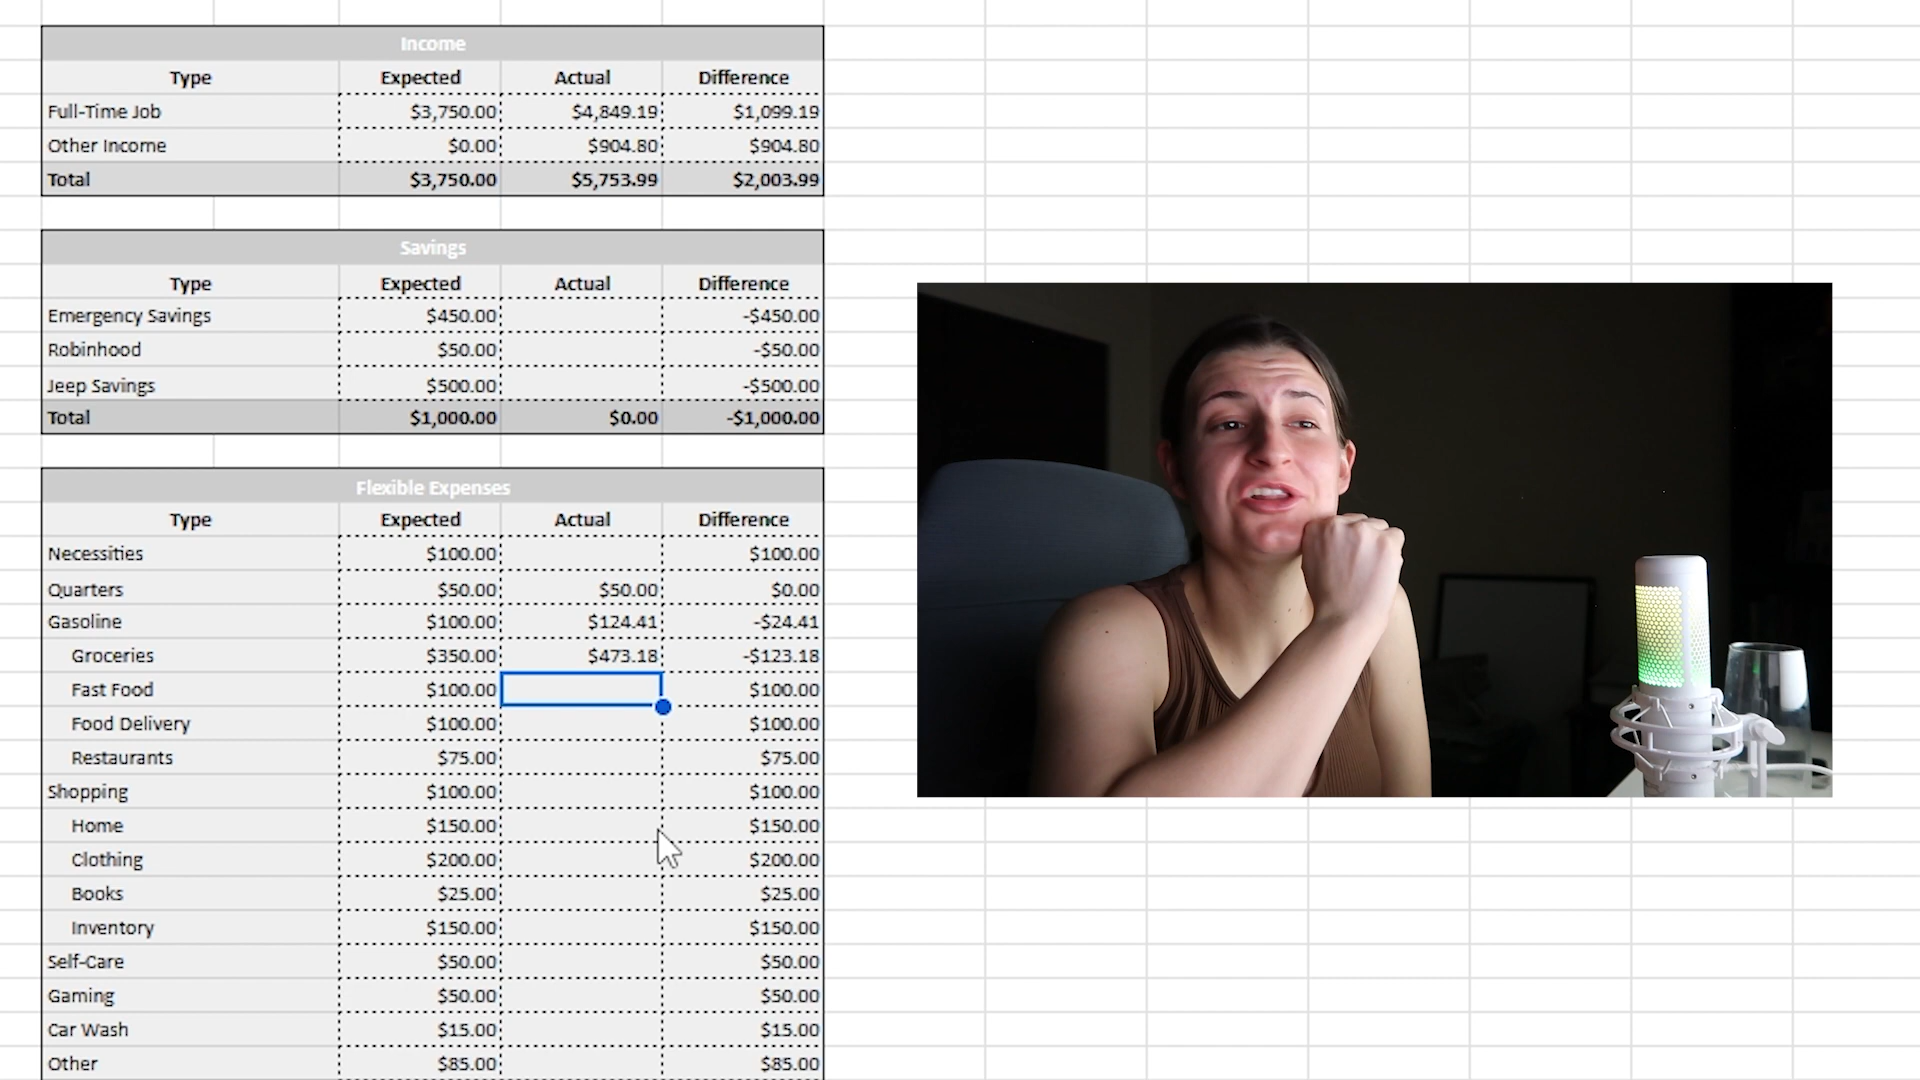 Income
Type Expected Actual Difference
Full-Time Job $3,750.00 $4,849.19 $1,099.19
Other Income $0.00 $904.80 $904.80
Total $3,750.00 $5,753.99 $2,003.99
Savings
Type Expected Actual Difference
Emergency Savings $450.00 -$450.00
Robinhood $50.00 -$50.00
Jeep Savings $500.00 -$500.00
Total $1,000.00 $0.00 -$1,000.00
Flexible Expenses
Type Expected Actual Difference
Necessities $100.00 $100.00
Quarters $50.00 $50.00 $0.00
Gasoline $100.00 $124.41 -$24.41
Groceries $350.00 $473.18 -$123.18
Fast Food $100.00 $100.00
Food Delivery $100.00 $100.00
Restaurants $75.00 $75.00
Shopping $100.00 $100.00
Home $150.00 $150.00
Clothing $200.00 $200.00
Books $25.00 $25.00
Inventory $150.00 $150.00
Self-Care $50.00 $50.00
Gaming $50.00 $50.00
Car Wash $15.00 $15.00
Other $85.00 $85.00